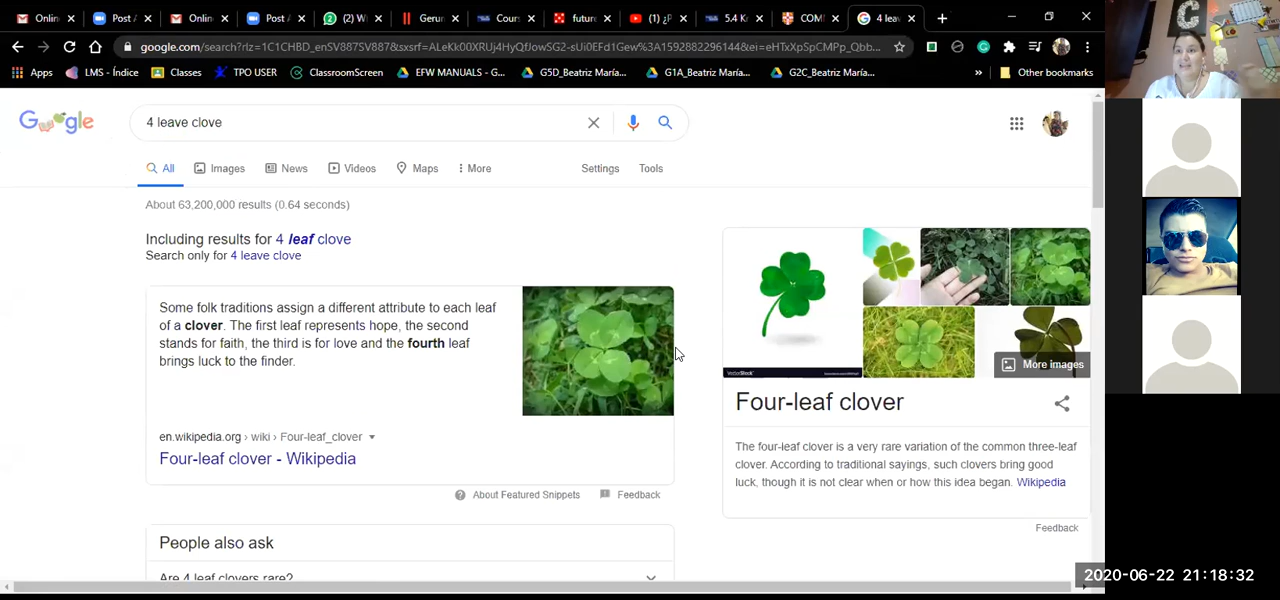 Onlin
Post A
Onlin
Post A
(2) W
Gerun
Cours
future
(1) ¿P
5.4 K
COM
4 leav
google.com/search?rlz=1C1CHBD_enSV887SV887&sxsrf=ALeKk00XRUj4HyQfJowSG2-sUi0EFd1Gew%3A1592882296144&ei=eHTxXpSpCMPp_Qbb...
Apps
LMS - Índice
Classes
TPO USER
ClassroomScreen
EFW MANUALS - G...
G5D_Beatriz María...
G1A_Beatriz María...
G2C_Beatriz María...
»
Other bookmarks
Google
4 leave clove
All
Images
News
Videos
Maps
More
Settings
Tools
About 63,200,000 results (0.64 seconds)
Including results for 4 leaf clove
Search only for 4 leave clove
Some folk traditions assign a different attribute to each leaf
of a clover. The first leaf represents hope, the second
stands for faith, the third is for love and the fourth leaf
brings luck to the finder.
en.wikipedia.org › wiki › Four-leaf_clover
Four-leaf clover - Wikipedia
About Featured Snippets
Feedback
People also ask
Are 4 leaf clovers rare?
VectorStock
More images
Four-leaf clover
The four-leaf clover is a very rare variation of the common three-leaf
clover. According to traditional sayings, such clovers bring good
luck, though it is not clear when or how this idea began. Wikipedia
Feedback
C
2020-06-22 21:18:32